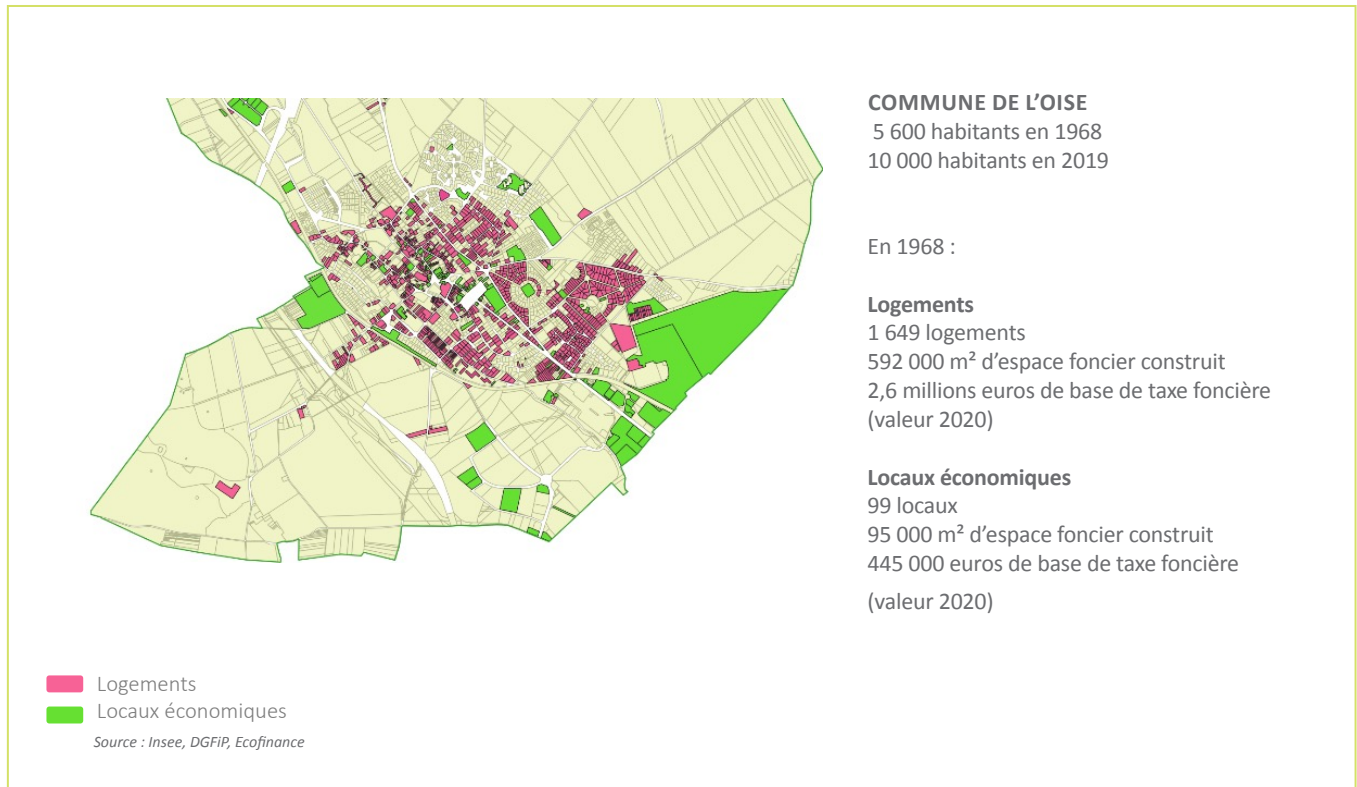 COMMUNE DE L’OISE
5 600 habitants en 1968
10 000 habitants en 2019
En 1968 :
Logements
1 649 logements
592 000 m² d’espace foncier construit
2,6 millions euros de base de taxe foncière
(valeur 2020)
Locaux économiques
99 locaux
95 000 m² d’espace foncier construit
445 000 euros de base de taxe foncière
(valeur 2020)
Logements
Locaux économiques
Source : Insee, DGFiP, Ecofinance